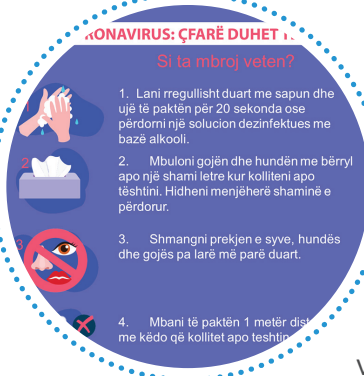 RONAVIRUS: ÇFARË DUHET
Si ta mbroj veten?
1. Lani rregullisht duart me sapun dhe
ujë të paktën për 20 sekonda ose
përdorni një solucion dezinfektues me
bazë alkooli.
2. Mbuloni gojën dhe hundën me bërryl
apo një shami letre kur kolliteni apo
tështini. Hidheni menjëherë shaminë e
përdorur.
3. Shmangni prekjen e syve, hundës
dhe gojës pa larë më parë duart.
4. Mbani të paktën 1 metër
me këdo që kollitet apo